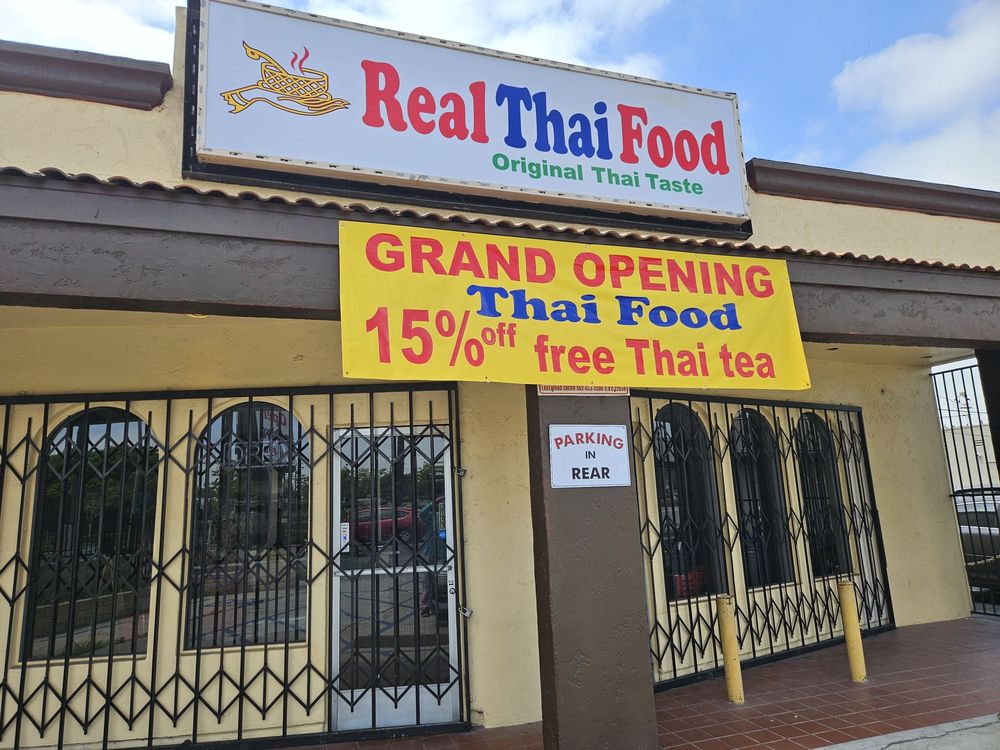 Real Thai Food
Original Thai Taste
GRAND OPENING
Thai Food
15% off free Thai tea
PARKING
IN
REAR